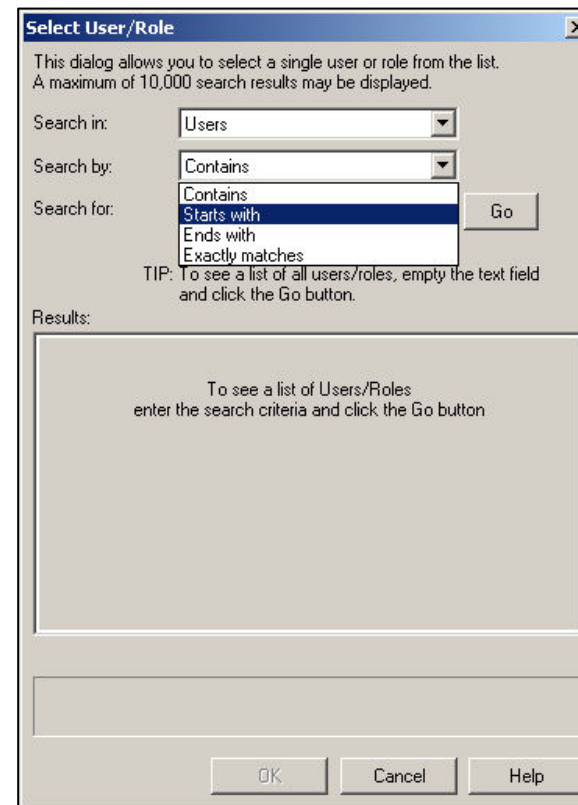 Select User/Role
This dialog allows you to select a single user or role from the list.
A maximum of 10,000 search results may be displayed.
Search in:
Users
Search by:
Contains
Search for:
Contains
Starts with
Ends with
Exactly matches
Go
TIP: To see a list of all users/roles, empty the text field
and click the Go button.
Results:
To see a list of Users/Roles
enter the search criteria and click the Go button
OK
Cancel
Help